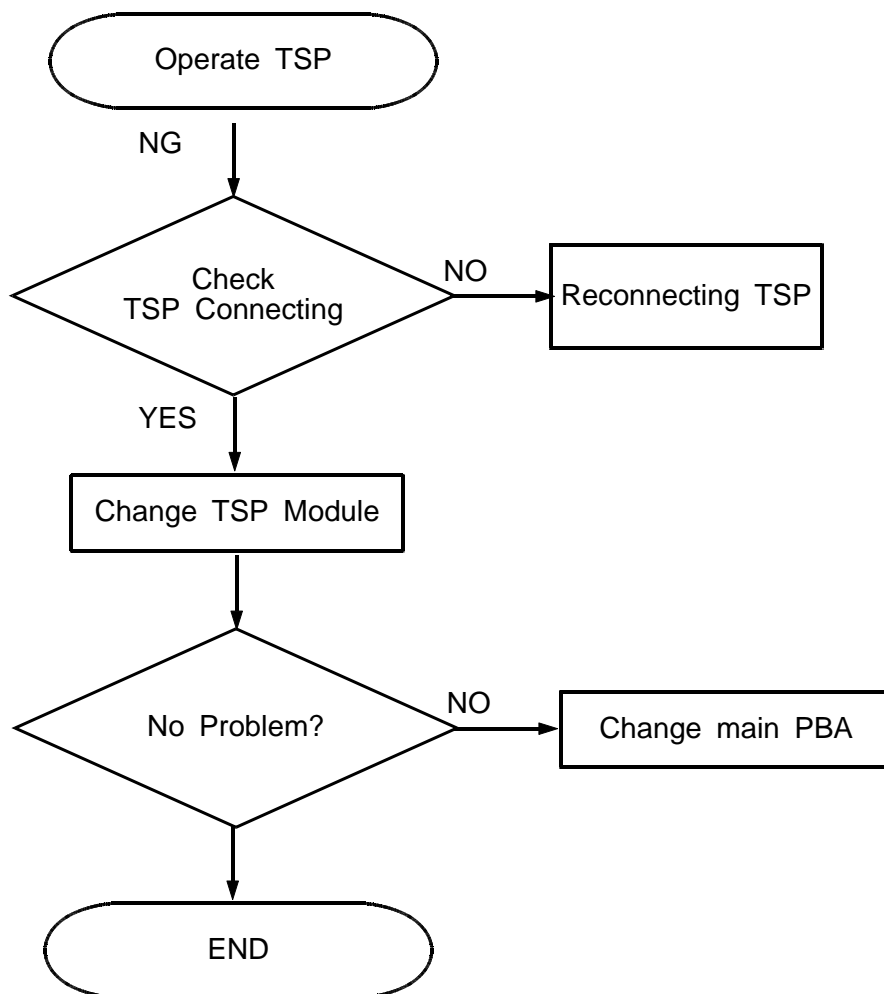 Operate TSP
NG
Check
TSP Connecting
NO
Reconnecting TSP
YES
Change TSP Module
No Problem?
NO
Change main PBA
END